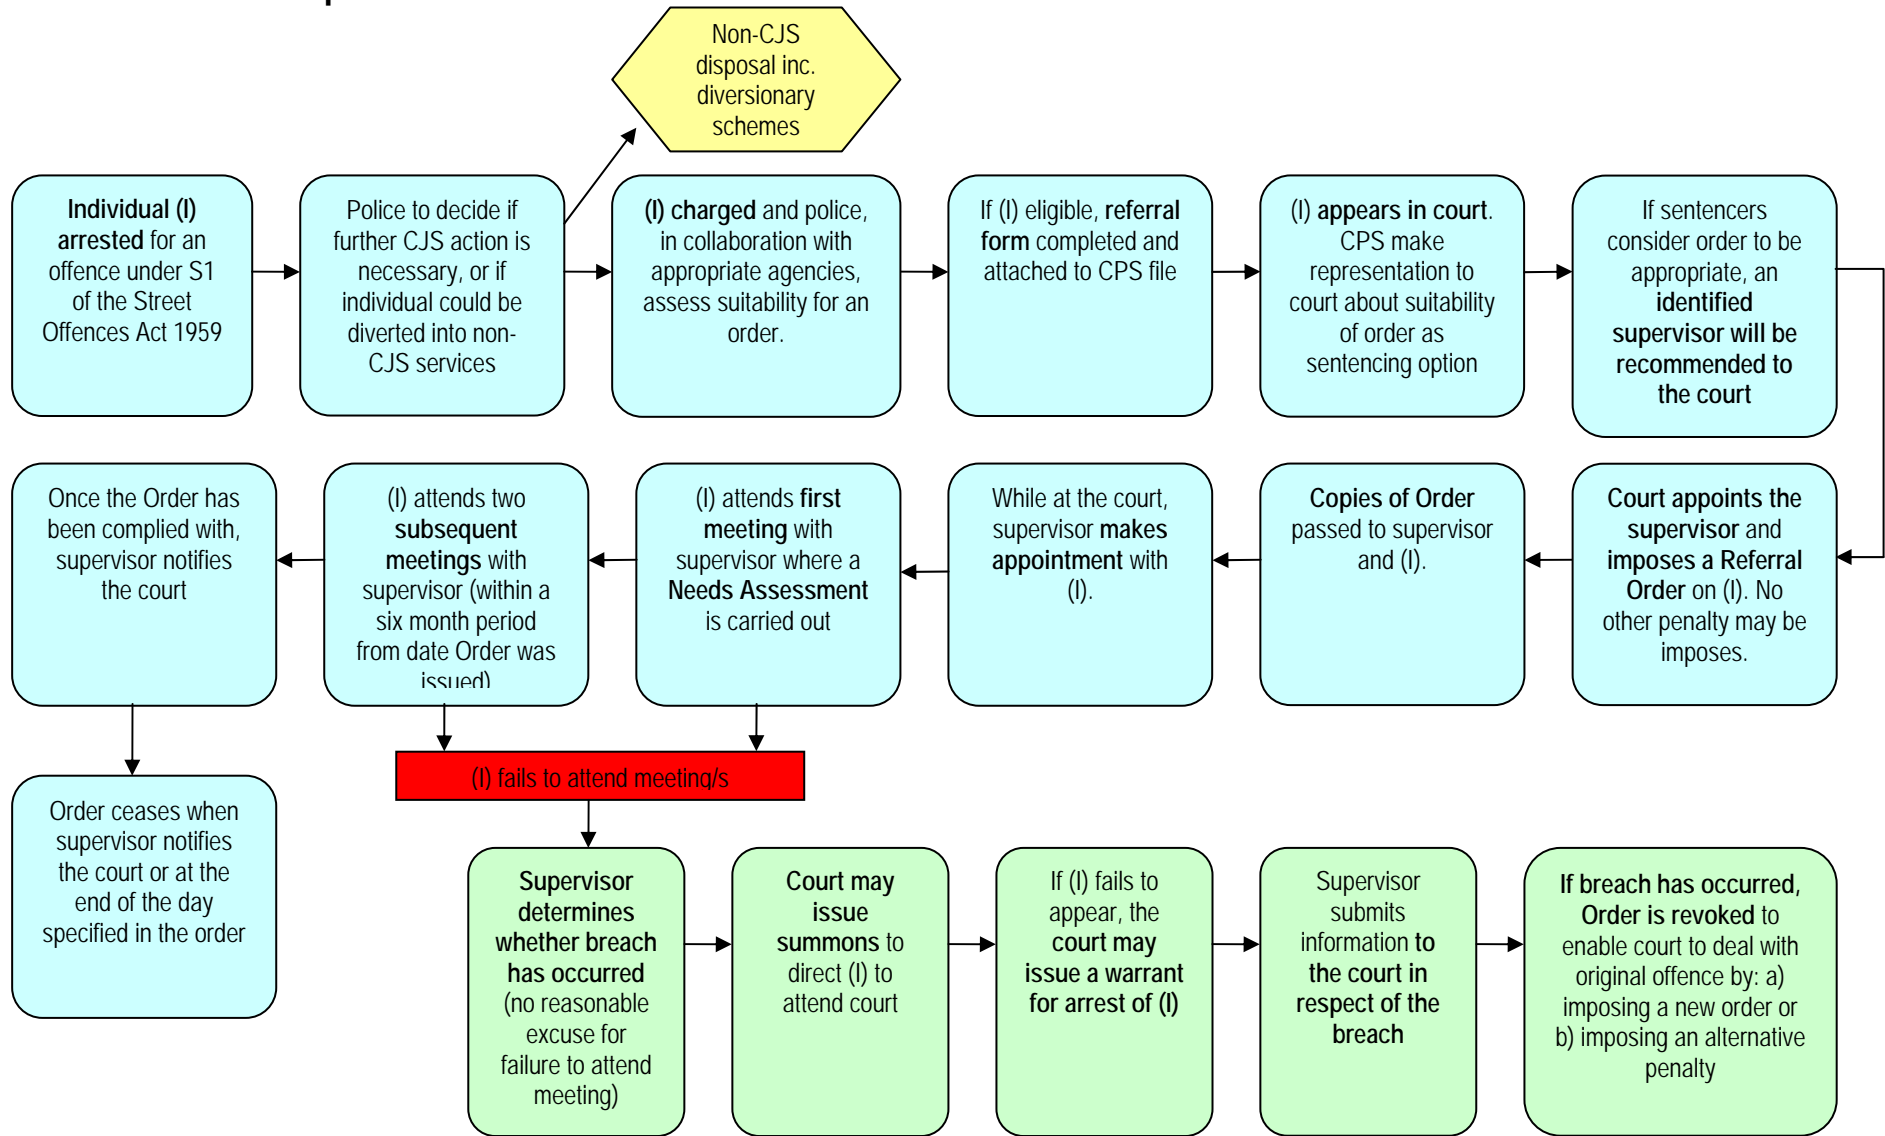 Non-CJS
disposal inc.
diversionary
schemes
Individual (I)
arrested for an
offence under S1
of the Street
Offences Act 1959
Police to decide if
further CJS action is
necessary, or if
individual could be
diverted into non-
CJS services
(I) charged and police,
in collaboration with
appropriate agencies,
assess suitability for an
order.
If (I) eligible, referral
form completed and
attached to CPS file
(I) appears in court.
CPS make
representation to
court about suitability
of order as
sentencing option
If sentencers
consider order to be
appropriate, an
identified
supervisor will be
recommended to
the court
Court appoints the
supervisor and
imposes a Referral
Order on (I). No
other penalty may be
imposes.
Copies of Order
passed to supervisor
and (I).
While at the court,
supervisor makes
appointment with
(I).
(I) attends first
meeting with
supervisor where a
Needs Assessment
is carried out
(I) attends two
subsequent
meetings with
supervisor (within a
six month period
from date Order was
issued)
Once the Order has
been complied with,
supervisor notifies
the court
Order ceases when
supervisor notifies
the court or at the
end of the day
specified in the order
(I) fails to attend meeting/s
Supervisor
determines
whether breach
has occurred
(no reasonable
excuse for
failure to attend
meeting)
Court may
issue
summons to
direct (I) to
attend court
If (I) fails to
appear, the
court may
issue a warrant
for arrest of (I)
Supervisor
submits
information to
the court in
respect of the
breach
If breach has occurred,
Order is revoked to
enable court to deal with
original offence by: a)
imposing a new order or
b) imposing an alternative
penalty